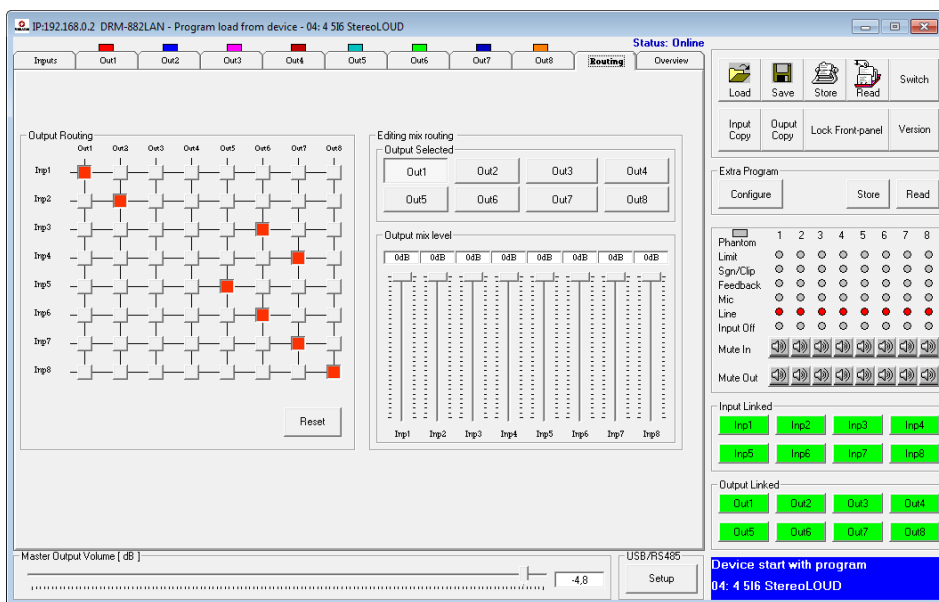 IP:192.168.0.2 DRM-882LAN - Program load from device - 04: 4 5I6 StereoLOUD
Status: Online
Inputs Out1 Out2 Out3 Out4 Out5 Out6 Out7 Out8 Routing Overview
Load Save Store Read Switch
Input Copy Ouput Copy Lock Front-panel Version
Output Routing
Out1 Out2 Out3 Out4 Out5 Out6 Out7 Out8
Inp1
Inp2
Inp3
Inp4
Inp5
Inp6
Inp7
Inp8
Reset
Editing mix routing
Output Selected
Out1 Out2 Out3 Out4
Out5 Out6 Out7 Out8
Output mix level
0dB 0dB 0dB 0dB 0dB 0dB 0dB 0dB
Inp1 Inp2 Inp3 Inp4 Inp5 Inp6 Inp7 Inp8
Extra Program
Configure Store Read
1 2 3 4 5 6 7 8
Phantom
Limit
Sgn/Clip
Feedback
Mic
Line
Input Off
Mute In
Mute Out
Input Linked
Inp1 Inp2 Inp3 Inp4
Inp5 Inp6 Inp7 Inp8
Output Linked
Out1 Out2 Out3 Out4
Out5 Out6 Out7 Out8
Master Output Volume [ dB ]
-4,8
USB/RS485
Setup
Device start with program
04: 4 5I6 StereoLOUD